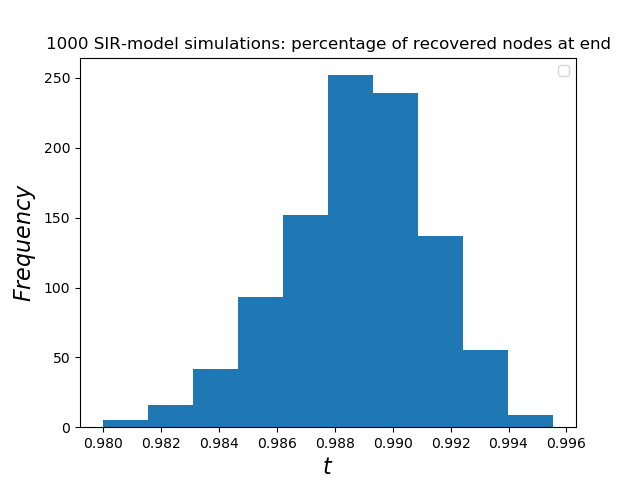 1000 SIR-model simulations: percentage of recovered nodes at end
250
200
150
100
50
0
Frequency
0.980 0.982 0.984 0.986 0.988 0.990 0.992 0.994 0.996
t